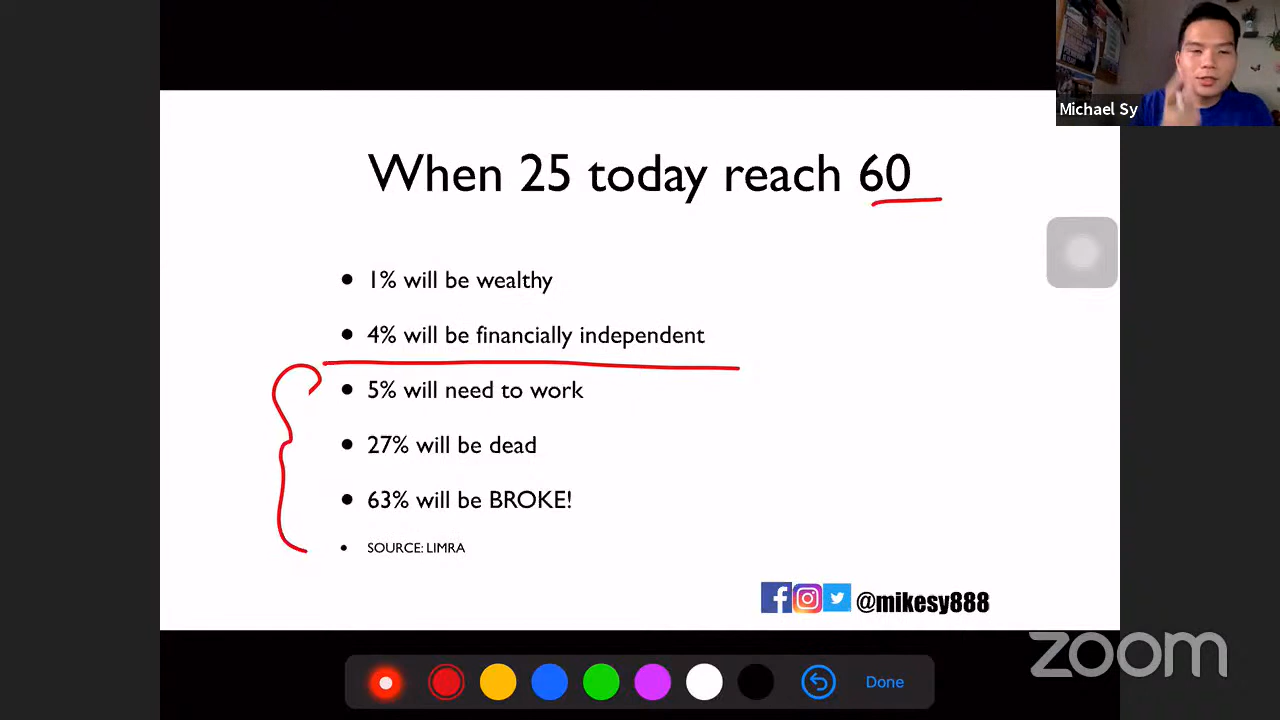 Michael Sy
When 25 today reach 60
• 1% will be wealthy
• 4% will be financially independent
• 5% will need to work
• 27% will be dead
• 63% will be BROKE!
• SOURCE: LIMRA
@mikesy888
zoom
Done